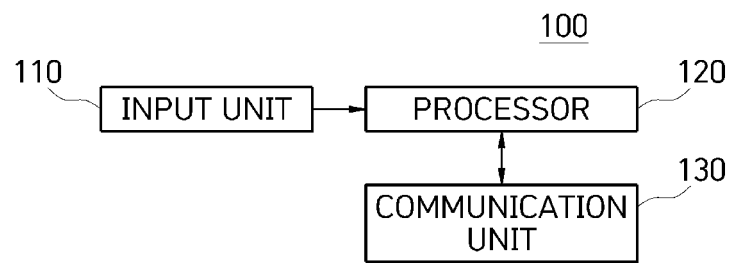 100
110
INPUT UNIT
PROCESSOR
120
130
COMMUNICATION
UNIT